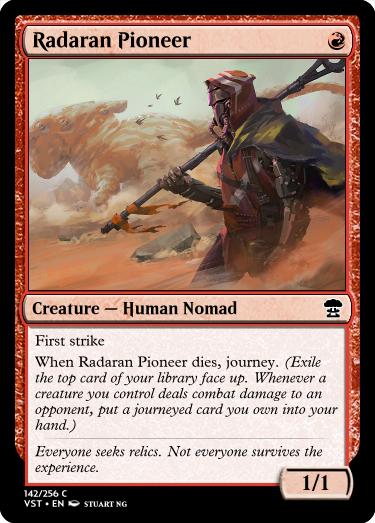 Radaran Pioneer
Creature — Human Nomad
First strike
When Radaran Pioneer dies, journey. (Exile
the top card of your library face up. Whenever a
creature you control deals combat damage to an
opponent, put a journeyed card you own into your
hand.)
Everyone seeks relics. Not everyone survives the
experience.
1/1
142/256 C
VST • EN STUART NG